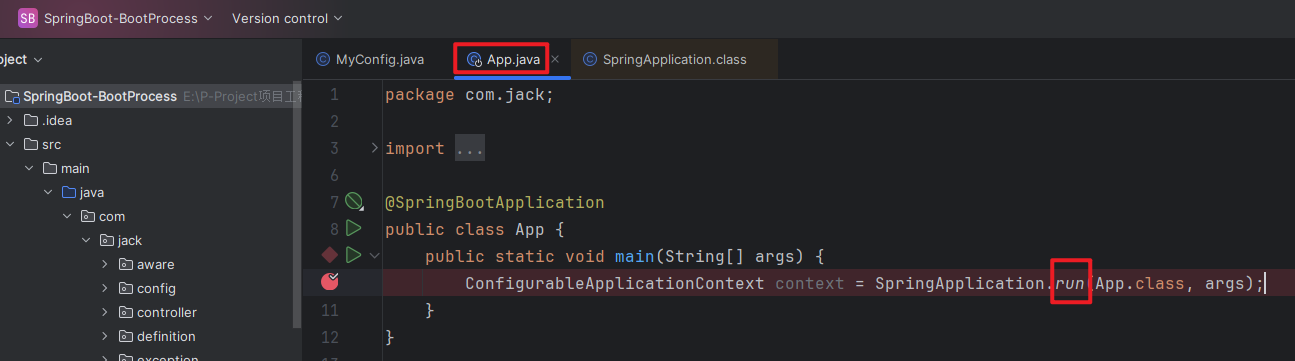 SB SpringBoot-BootProcess Version control
oject
MyConfig.java App.java SpringApplication.class
SpringBoot-BootProcess E:\P-Project项目工程
.idea
src
main
java
com
jack
aware
config
controller
definition
exception
1 package com.jack;
2
3 import ...
6
7 @SpringBootApplication
8 public class App {
public static void main(String[] args) {
ConfigurableApplicationContext context = SpringApplication.run(App.class, args);
11 }
12 }
13